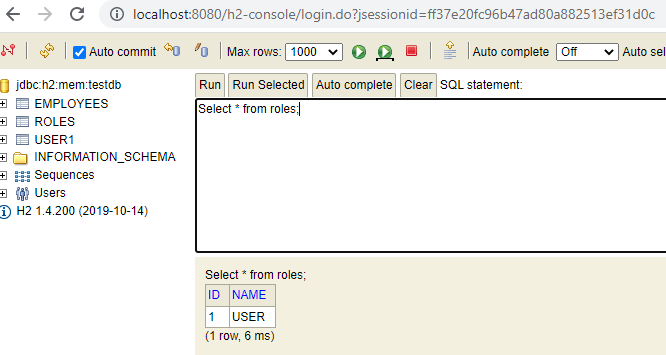 localhost:8080/h2-console/login.do?jsessionid=ff37e20fc96b47ad80a882513ef31d0c
Auto commit Max rows: 1000 Auto complete Off Auto sel
jdbc:h2:mem:testdb
EMPLOYEES
ROLES
USER1
INFORMATION_SCHEMA
Sequences
Users
H2 1.4.200 (2019-10-14)
Run Run Selected Auto complete Clear SQL statement:
Select * from roles;
Select * from roles;
ID NAME
1 USER
(1 row, 6 ms)